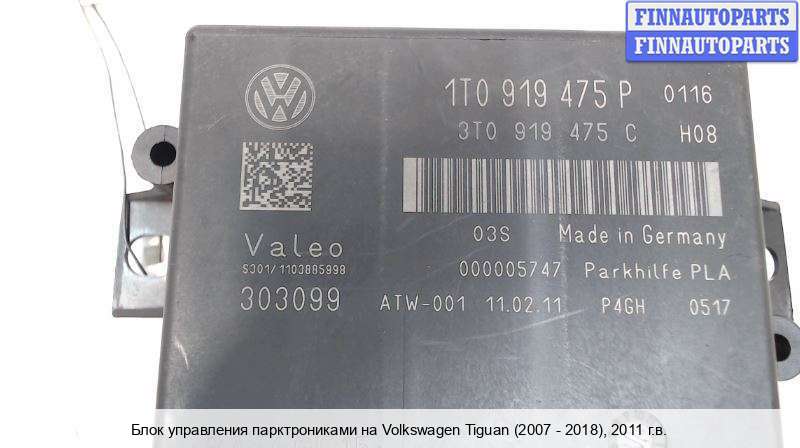 FINNAUTOPARTS
FINNAUTOPARTS
1T0 919 475 P 0116
3T0 919 475 C H08
03S Made in Germany
Valeo
S301/1103885998
000005747 Parkhilfe PLA
303099 ATW-001 11.02.11 P4GH 0517
Блок управления парктрониками на Volkswagen Tiguan (2007 - 2018), 2011 г.в.